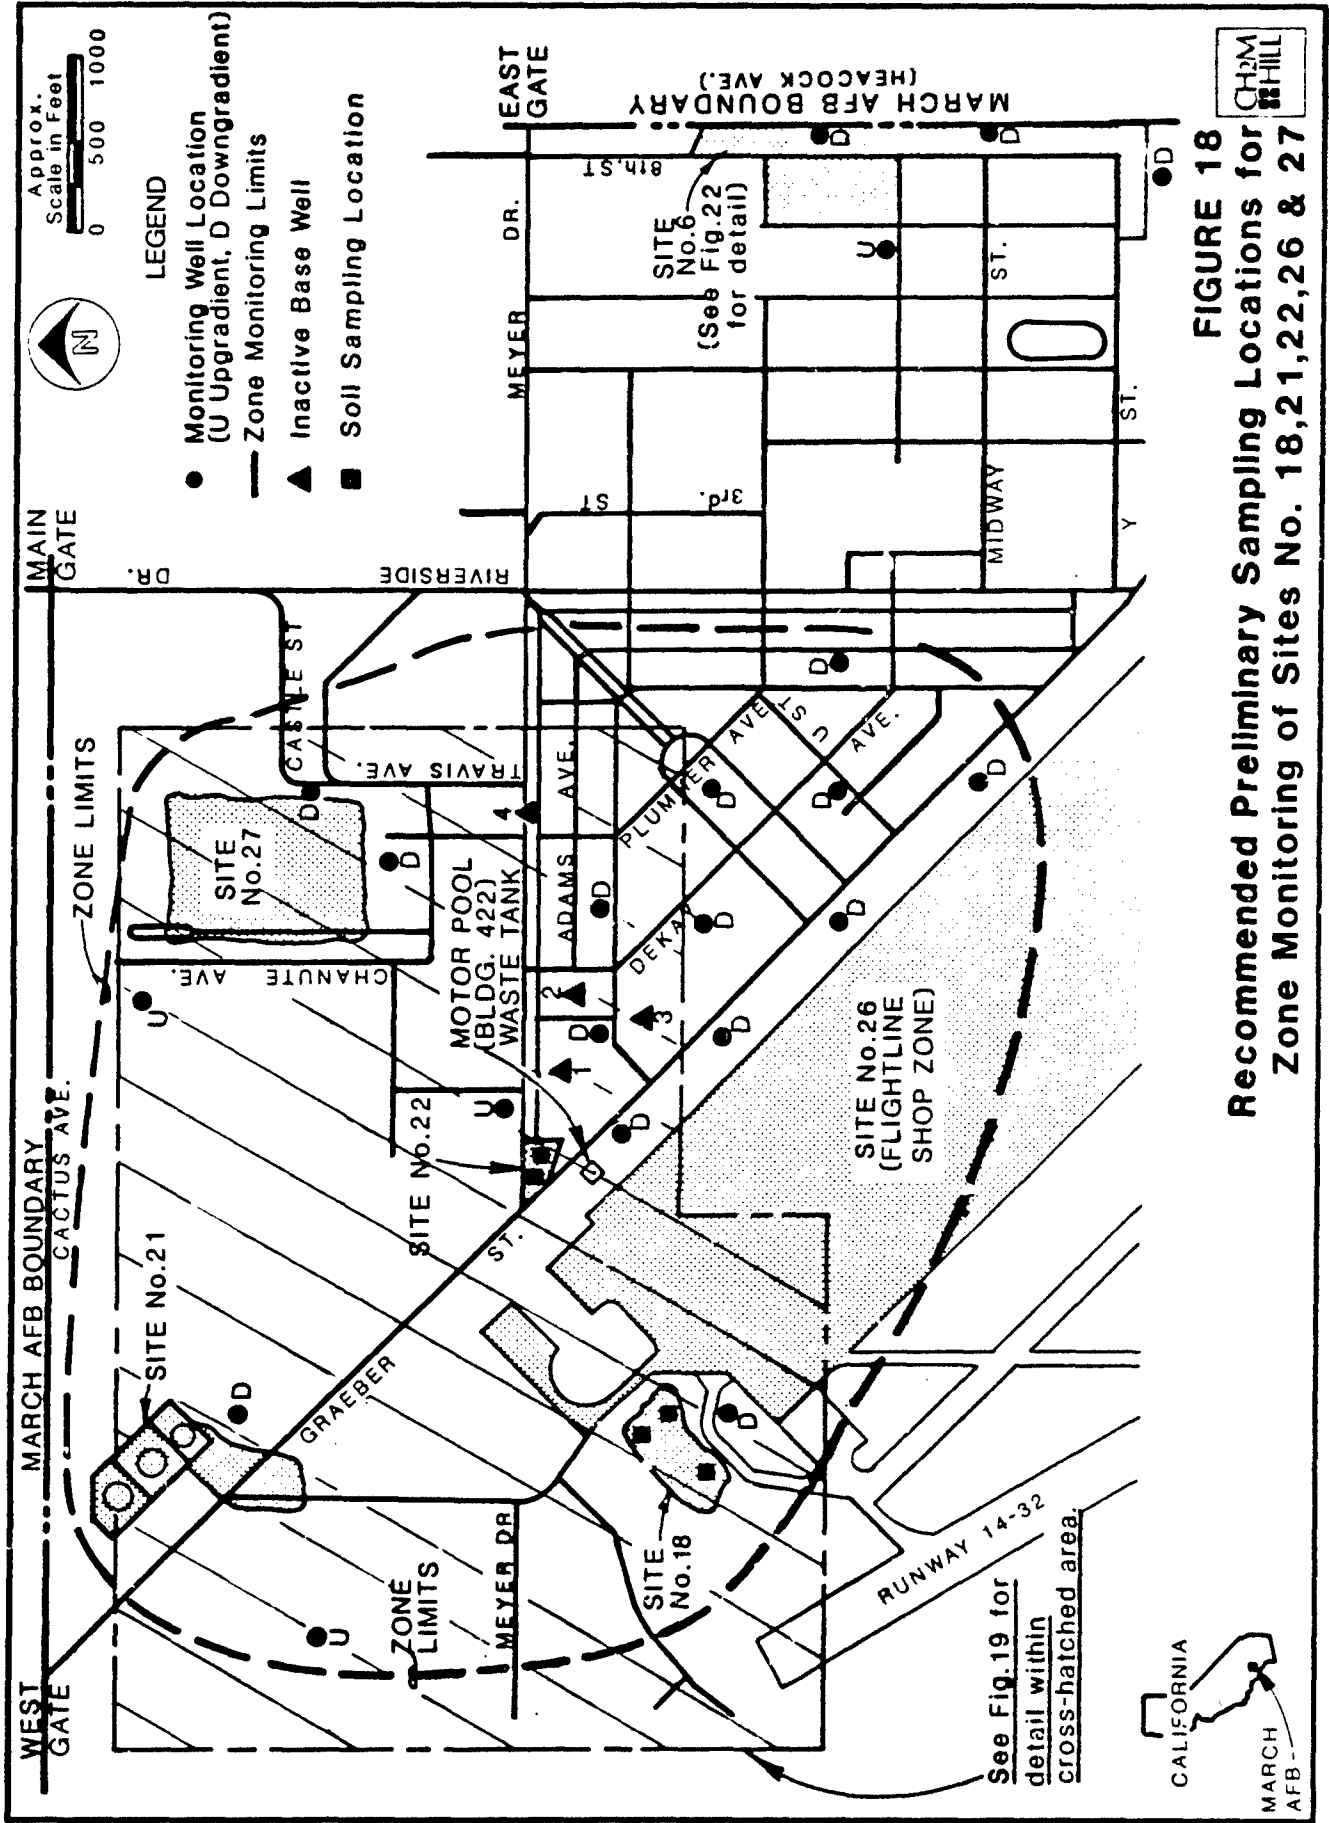 Approx.
Scale in Feet
0 500 1000
N
LEGEND
Monitoring Well Location
(U Upgradient, D Downgradient)
Zone Monitoring Limits
Inactive Base Well
Soil Sampling Location
WEST
GATE
MARCH AFB BOUNDARY
CACTUS AVE.
MAIN
GATE
EAST
GATE
MARCH AFB BOUNDARY
(HEACOCK AVE.)
ZONE LIMITS
SITE No.21
D
U
U
SITE
No.27
D
D
CASTLE ST
RIVERSIDE
DR.
CHANUTE
AVE.
TRAVIS AVE.
GRAEBER
ST.
ZONE
LIMITS
MEYER DR
SITE No.22
U
MOTOR POOL
(BLDG. 422)
WASTE TANK
4
ADAMS AVE.
1
2
3
D
D
D
DEKAY
AVE.
PLUMMER AVE
U ST
D
D
D
D
D
D
D
D
MEYER DR.
8th. ST
3rd.
ST
SITE
No.6
(See Fig.22
for detail)
U
D
D
D
MIDWAY
ST.
Y
ST.
SITE
No.18
D
SITE No.26
(FLIGHTLINE
SHOP ZONE)
RUNWAY 14-32
See Fig.19 for
detail within
cross-hatched area.
CALIFORNIA
MARCH
AFB
FIGURE 18
Recommended Preliminary Sampling Locations for
Zone Monitoring of Sites No. 18,21,22,26 & 27
CH2M
HILL